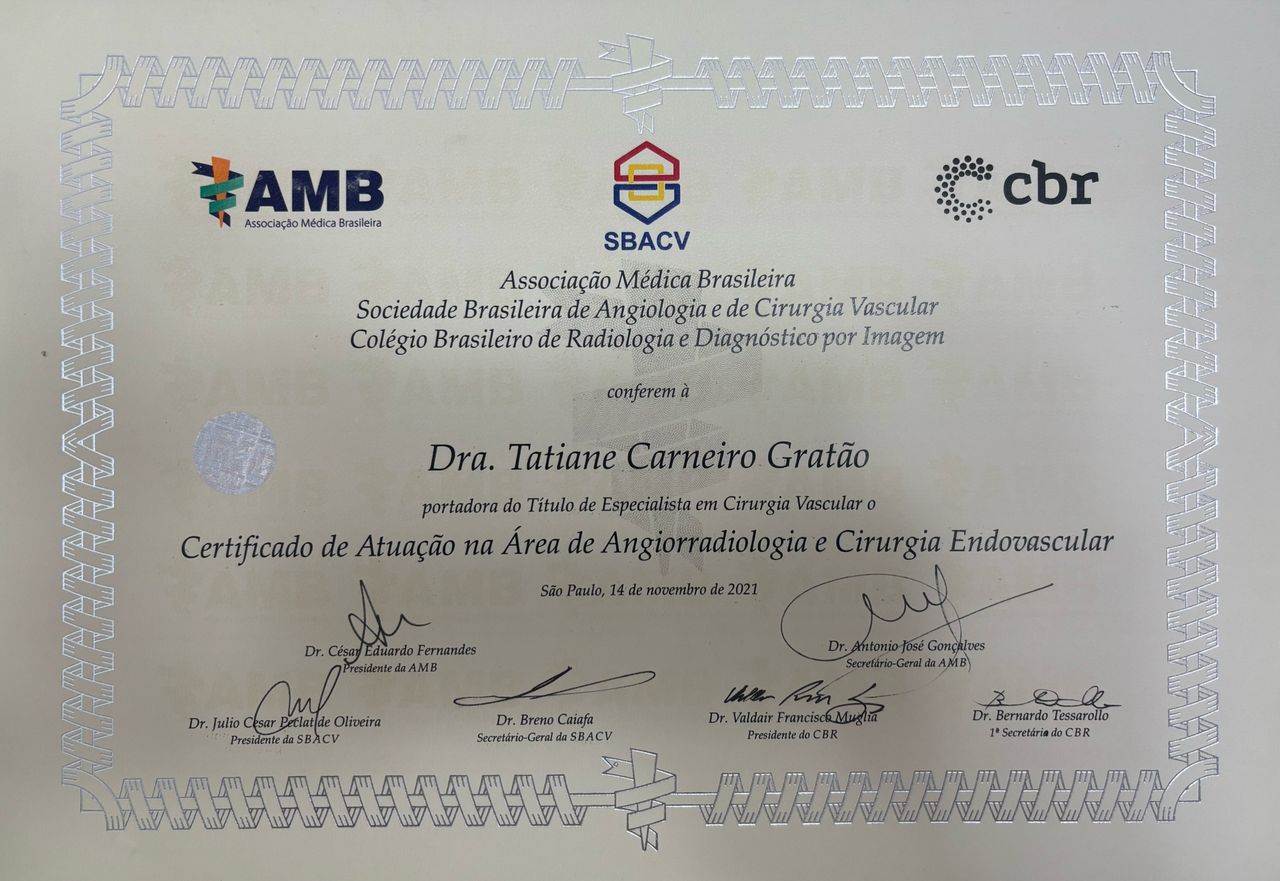 AMB
Associação Médica Brasileira
SBACV
cbr
Associação Médica Brasileira
Sociedade Brasileira de Angiologia e de Cirurgia Vascular
Colégio Brasileiro de Radiologia e Diagnóstico por Imagem
conferem à
Dra. Tatiane Carneiro Gratão
portadora do Título de Especialista em Cirurgia Vascular o
Certificado de Atuação na Área de Angiorradiologia e Cirurgia Endovascular
São Paulo, 14 de novembro de 2021
Dr. César Eduardo Fernandes
Presidente da AMB
Dr. Antonio José Gonçalves
Secretário-Geral da AMB
Dr. Julio Cesar Peclat de Oliveira
Presidente da SBACV
Dr. Breno Caiafa
Secretário-Geral da SBACV
Dr. Valdair Francisco Muglia
Presidente do CBR
Dr. Bernardo Tessarollo
1ª Secretário do CBR